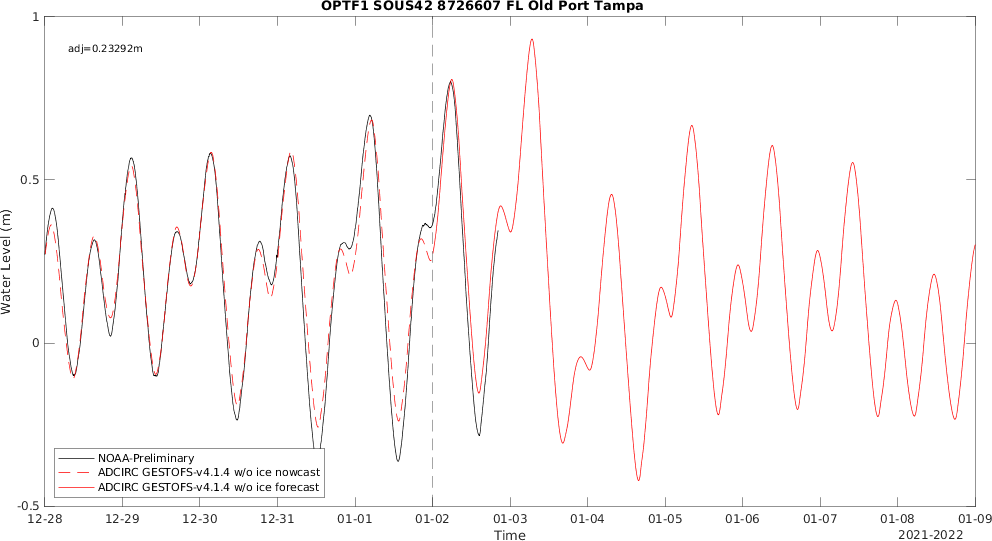 OPTF1 SOUS42 8726607 FL Old Port Tampa
adj=0.23292m
1
0.5
0
-0.5
Water Level (m)
NOAA-Preliminary
ADCIRC GESTOFS-v4.1.4 w/o ice nowcast
ADCIRC GESTOFS-v4.1.4 w/o ice forecast
12-28 12-29 12-30 12-31 01-01 01-02 01-03 01-04 01-05 01-06 01-07 01-08 01-09
Time
2021-2022